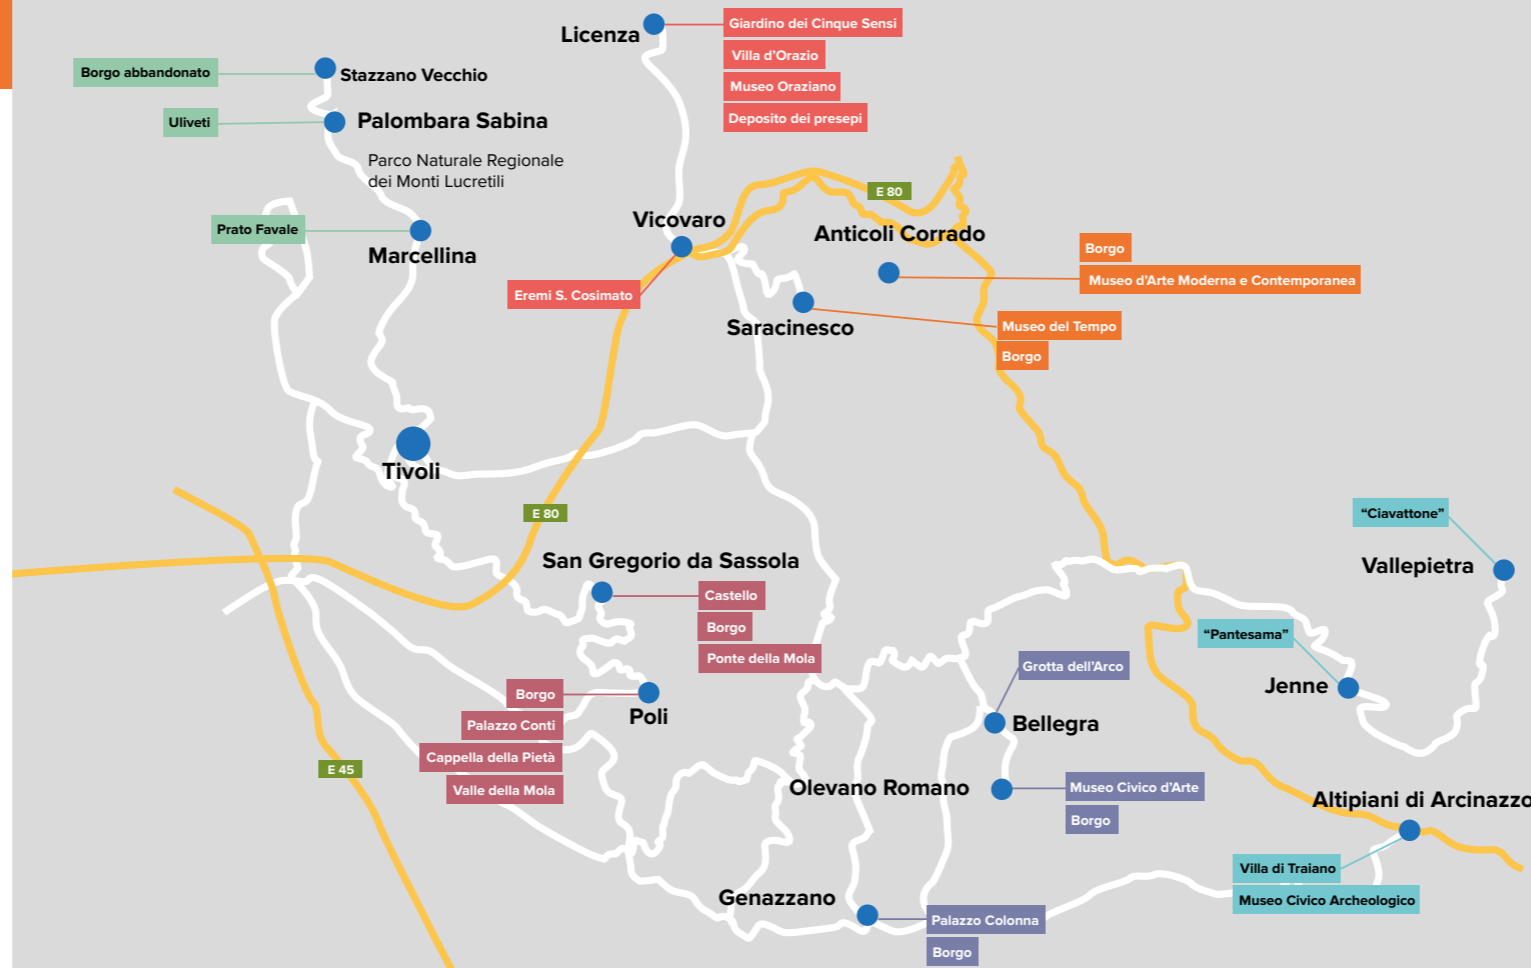 Licenza
Giardino dei Cinque Sensi
Villa d'Orazio
Museo Oraziano
Deposito dei presepi
Borgo abbandonato
Stazzano Vecchio
Uliveti
Palombara Sabina
Parco Naturale Regionale
dei Monti Lucretili
E 80
Prato Favale
Marcellina
Vicovaro
Anticoli Corrado
Borgo
Museo d'Arte Moderna e Contemporanea
Eremi S. Cosimato
Saracinesco
Museo del Tempo
Borgo
Tivoli
E 80
“Ciavattone”
Vallepietra
San Gregorio da Sassola
Castello
Borgo
Ponte della Mola
“Pantesama”
Jenne
Grotta dell'Arco
Bellegra
Borgo
Palazzo Conti
Cappella della Pietà
Valle della Mola
Poli
E 45
Olevano Romano
Museo Civico d'Arte
Borgo
Altipiani di Arcinazzo
Villa di Traiano
Museo Civico Archeologico
Genazzano
Palazzo Colonna
Borgo